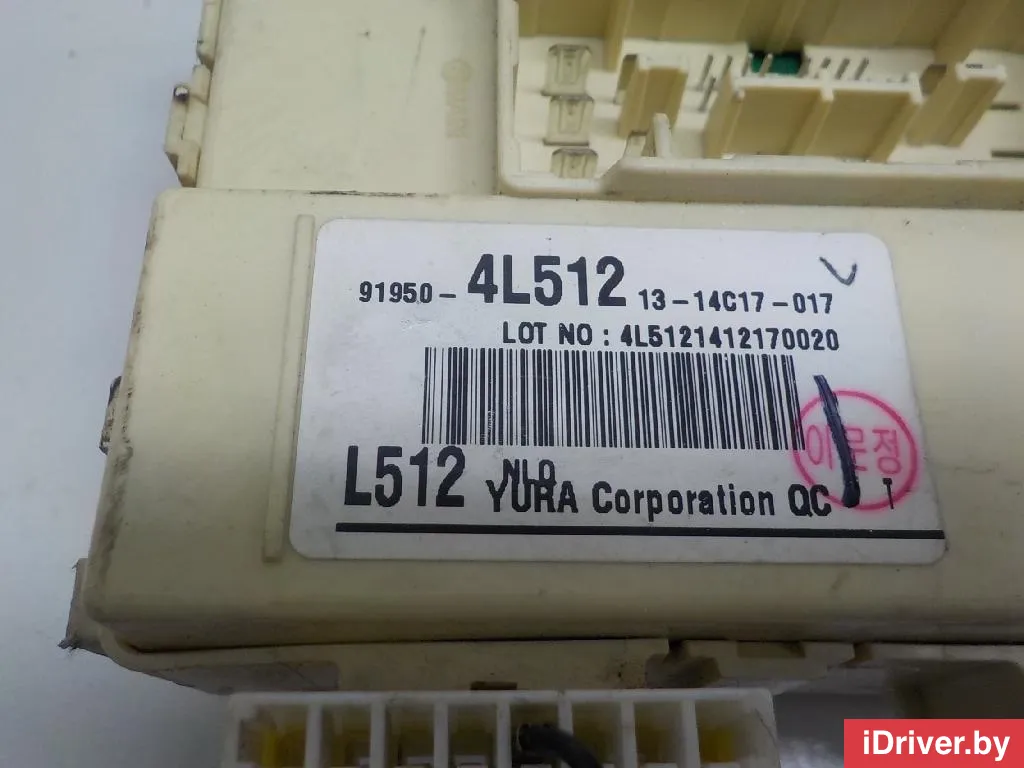 91950-4L512 13-14C17-017
LOT NO : 4L5121412170020
L512 NLO
YURA Corporation QC T
이문정
iDriver.by